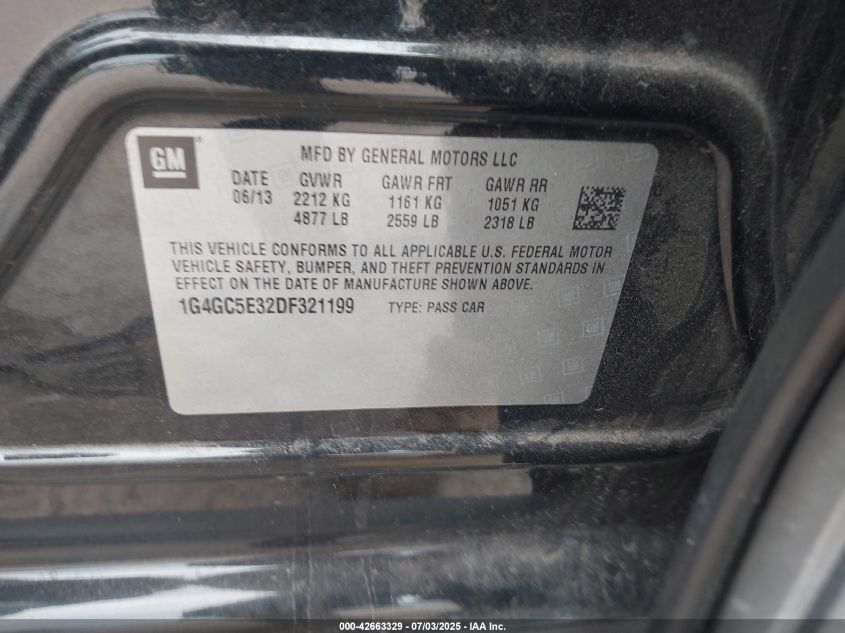 GM ®
MFD BY GENERAL MOTORS LLC
DATE GVWR GAWR FRT GAWR RR
06/13 2212 KG 1161 KG 1051 KG
4877 LB 2559 LB 2318 LB
THIS VEHICLE CONFORMS TO ALL APPLICABLE U.S. FEDERAL MOTOR
VEHICLE SAFETY, BUMPER, AND THEFT PREVENTION STANDARDS IN
EFFECT ON THE DATE OF MANUFACTURE SHOWN ABOVE.
1G4GC5E32DF321199 TYPE: PASS CAR
000-42663329 - 07/03/2025 - IAA Inc.